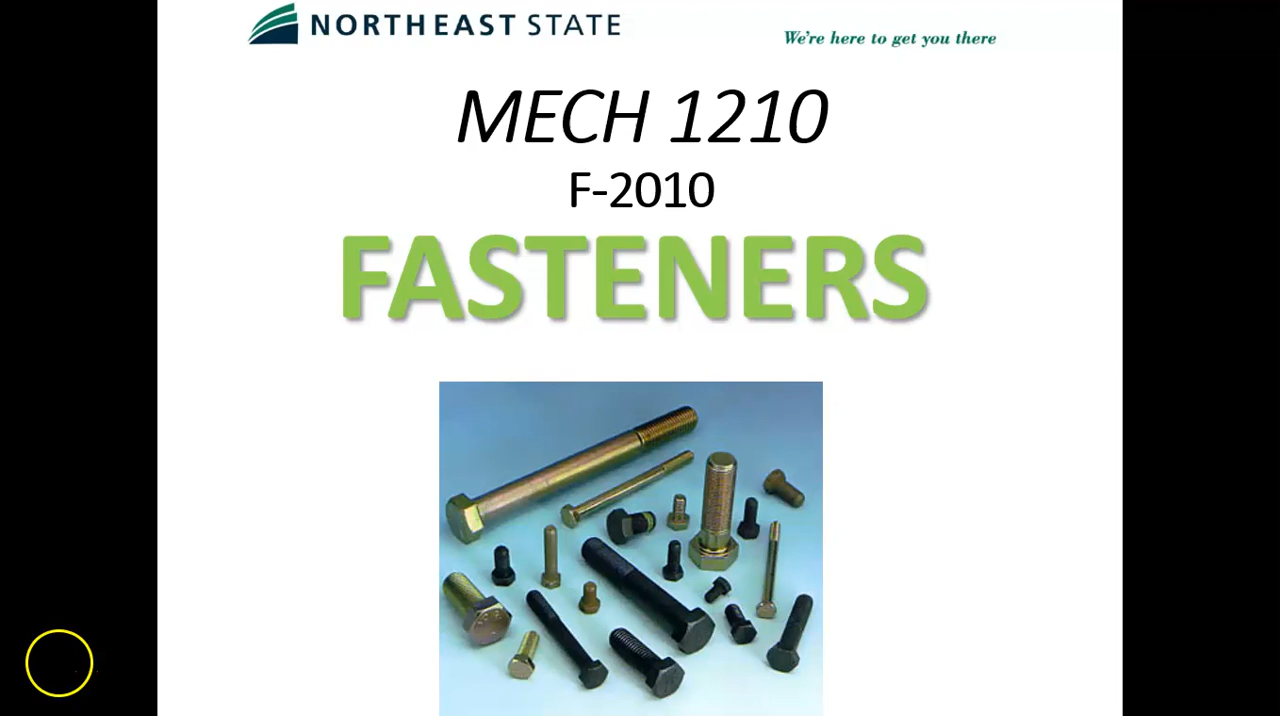 NORTHEAST STATE
We're here to get you there
MECH 1210
F-2010
FASTENERS